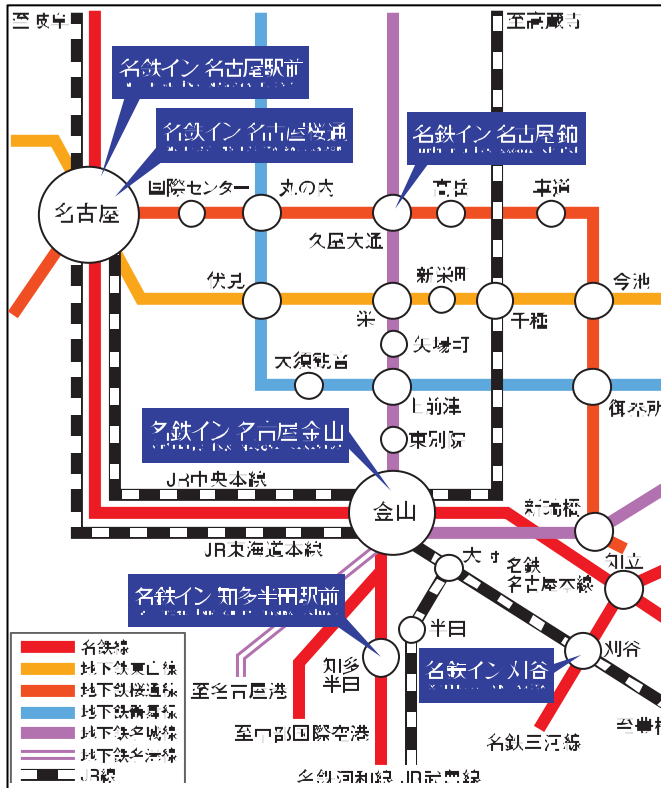 至岐阜
至高蔵寺
名鉄イン 名古屋駅前
名鉄イン 名古屋桜通
名鉄イン 名古屋錦
名古屋
国際センター
丸の内
久屋大通
高岳
車道
伏見
栄
新栄町
千種
今池
矢場町
大須観音
上前津
御器所
東別院
名鉄イン 名古屋金山
JR中央本線
金山
新瑞橋
JR東海道本線
名鉄
名古屋本線
知立
名鉄イン 知多半田駅前
半田
知多
半田
名鉄イン 刈谷
刈谷
至名古屋港
至中部国際空港
名鉄三河線
名鉄河和線
JR武豊線
名鉄線
地下鉄東山線
地下鉄桜通線
地下鉄鶴舞線
地下鉄名城線
地下鉄名港線
JR線